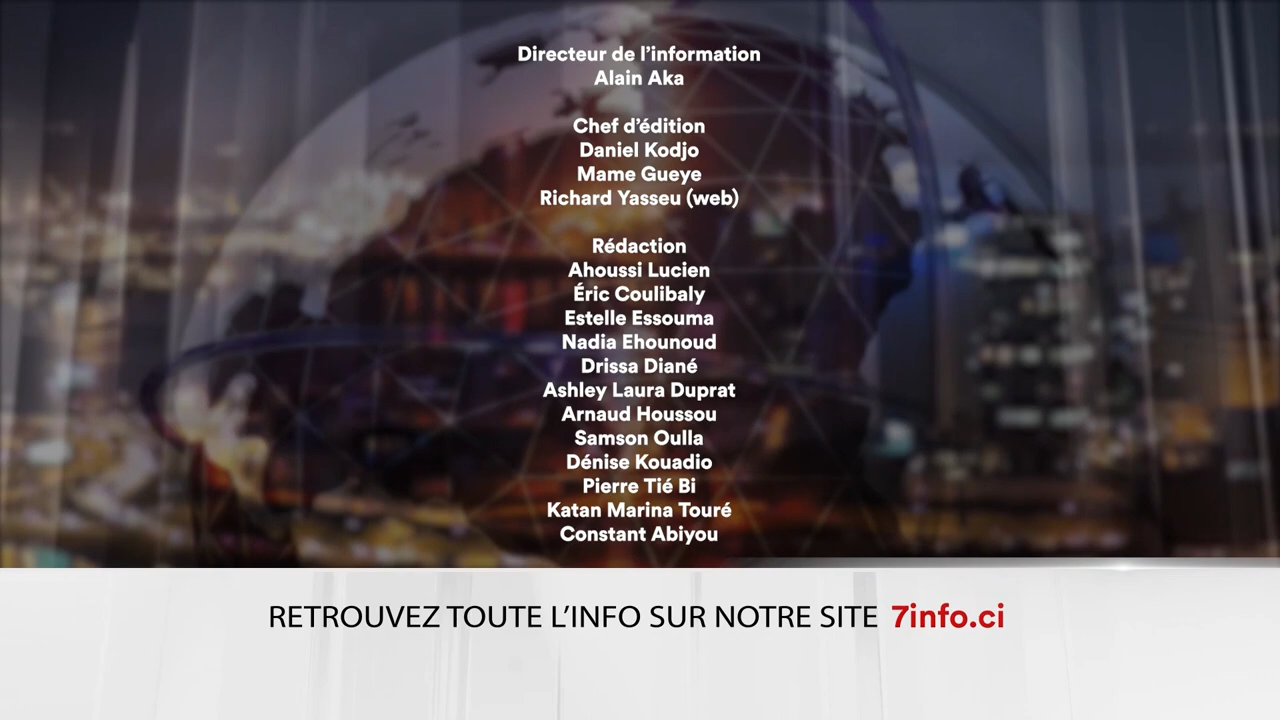 Directeur de l’information
Alain Aka
Chef d’édition
Daniel Kodjo
Mame Gueye
Richard Yasseu (web)
Rédaction
Ahoussi Lucien
Éric Coulibaly
Estelle Essouma
Nadia Ehounoud
Drissa Diané
Ashley Laura Duprat
Arnaud Houssou
Samson Oulla
Dénise Kouadio
Pierre Tié Bi
Katan Marina Touré
Constant Abiyou
RETROUVEZ TOUTE L’INFO SUR NOTRE SITE 7info.ci